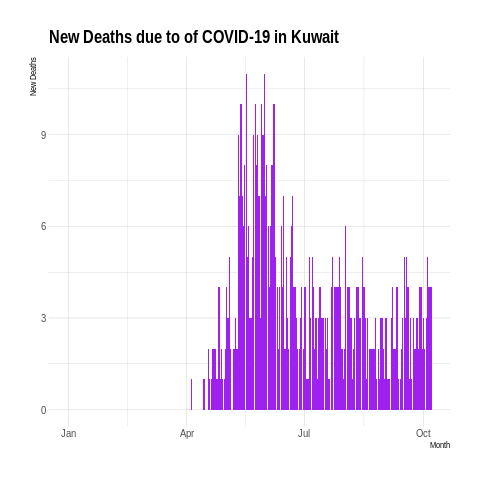 New Deaths due to of COVID-19 in Kuwait
New Deaths
9
6
3
0
Jan Apr Jul Oct
Month